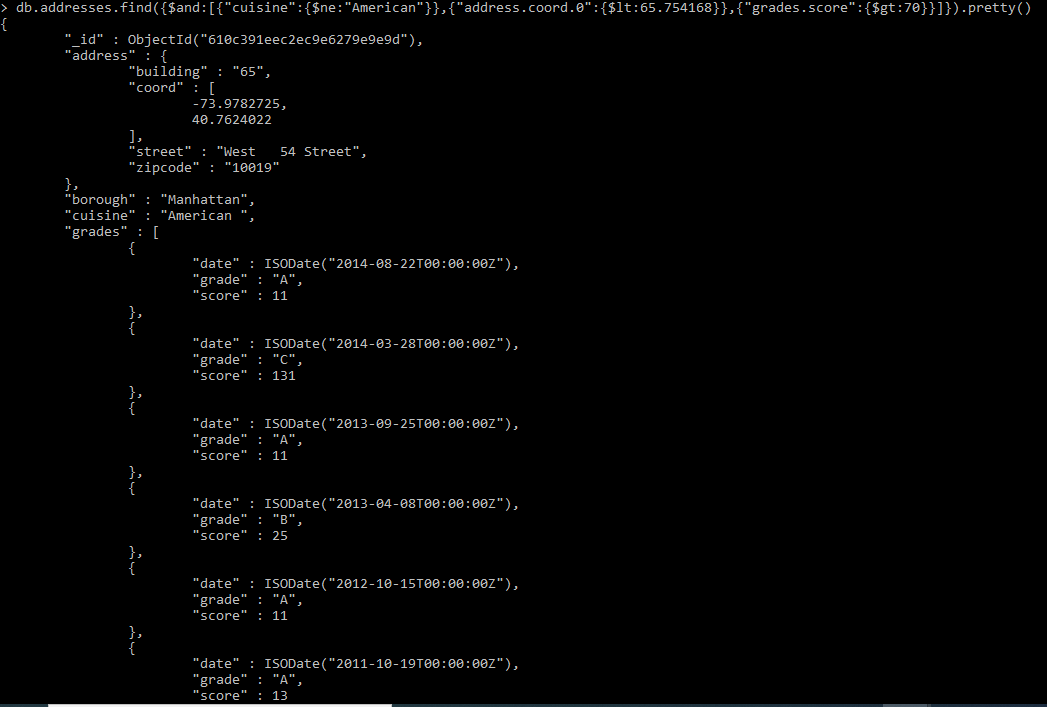 > db.addresses.find({$and:[{"cuisine":{$ne:"American"}},{"address.coord.0":{$lt:65.754168}},{"grades.score":{$gt:70}}]}).pretty()
{
        "_id" : ObjectId("610c391eec2ec9e6279e9e9d"),
        "address" : {
                "building" : "65",
                "coord" : [
                        -73.9782725,
                        40.7624022
                ],
                "street" : "West   54 Street",
                "zipcode" : "10019"
        },
        "borough" : "Manhattan",
        "cuisine" : "American ",
        "grades" : [
                {
                        "date" : ISODate("2014-08-22T00:00:00Z"),
                        "grade" : "A",
                        "score" : 11
                },
                {
                        "date" : ISODate("2014-03-28T00:00:00Z"),
                        "grade" : "C",
                        "score" : 131
                },
                {
                        "date" : ISODate("2013-09-25T00:00:00Z"),
                        "grade" : "A",
                        "score" : 11
                },
                {
                        "date" : ISODate("2013-04-08T00:00:00Z"),
                        "grade" : "B",
                        "score" : 25
                },
                {
                        "date" : ISODate("2012-10-15T00:00:00Z"),
                        "grade" : "A",
                        "score" : 11
                },
                {
                        "date" : ISODate("2011-10-19T00:00:00Z"),
                        "grade" : "A",
                        "score" : 13